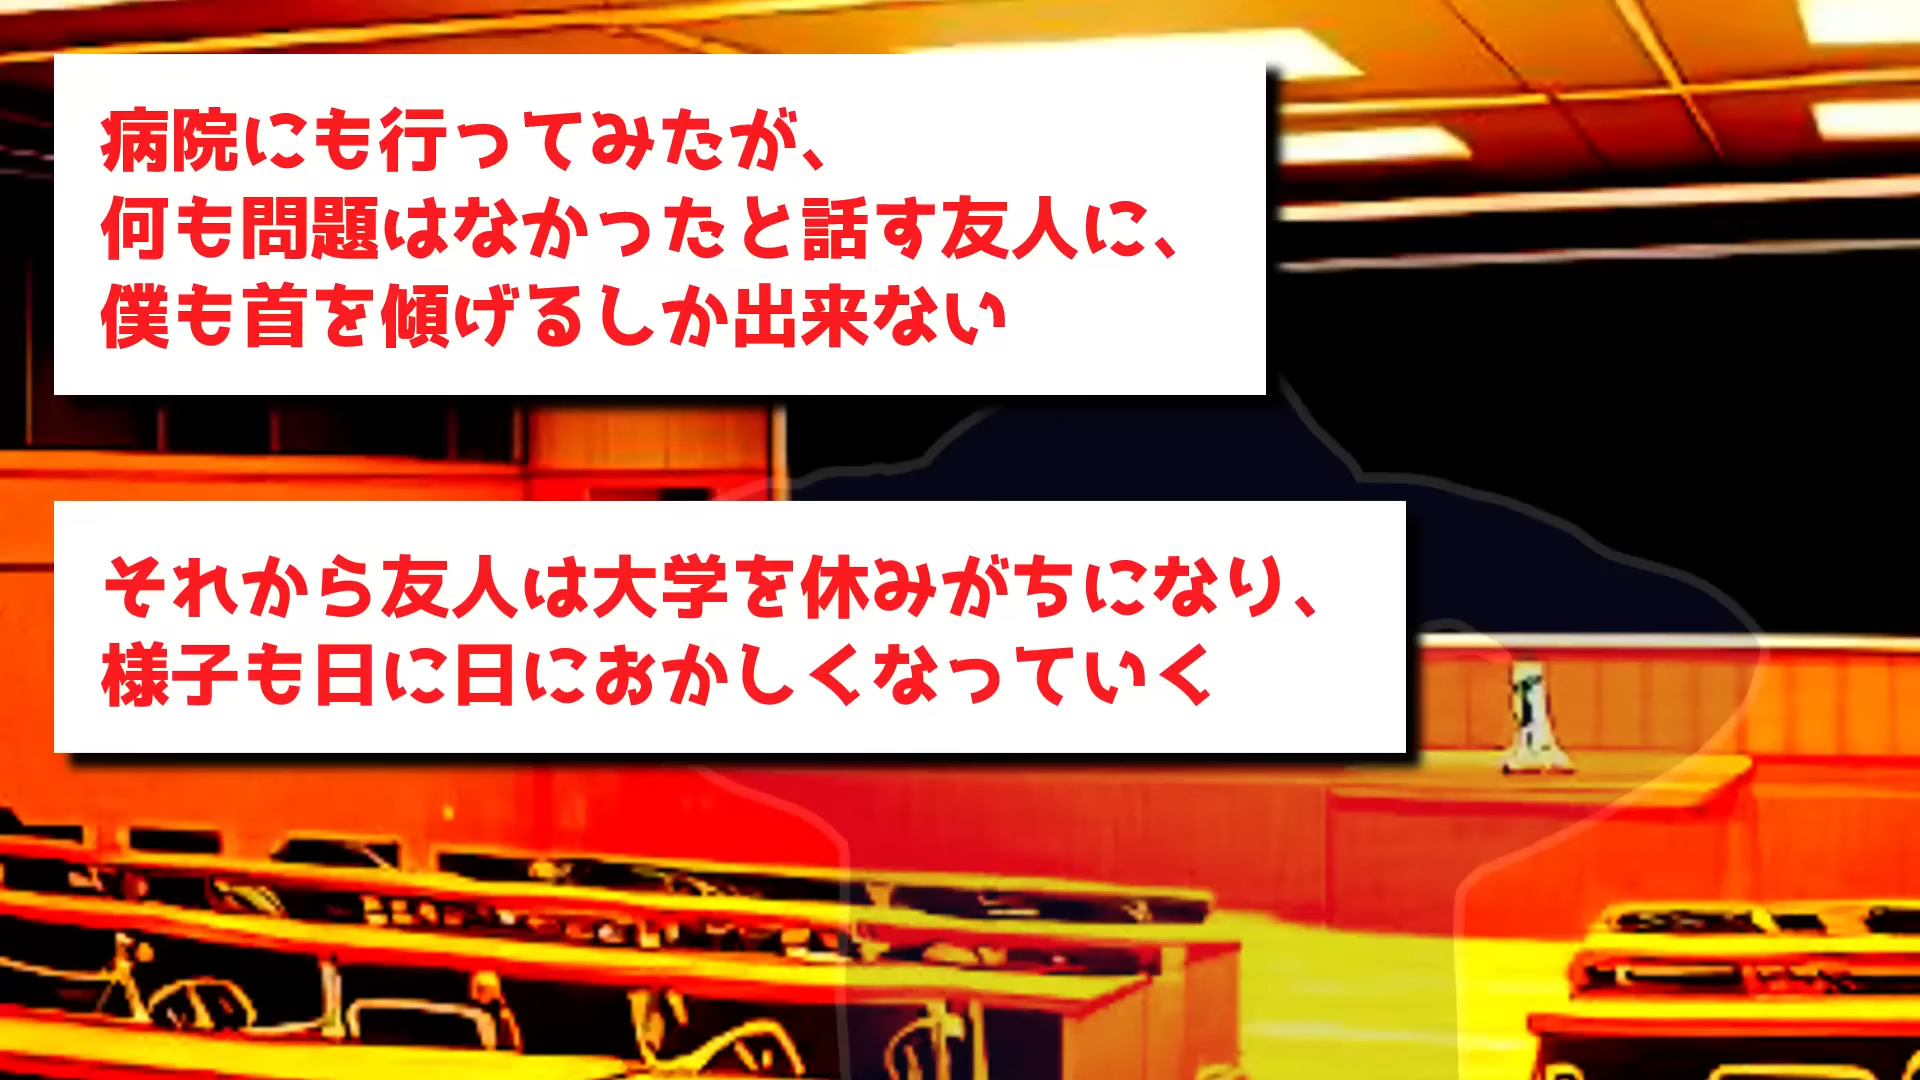 病院にも行ってみたが、
何も問題はなかったと話す友人に、
僕も首を傾げるしか出来ない
それから友人は大学を休みがちになり、
様子も日に日におかしくなっていく